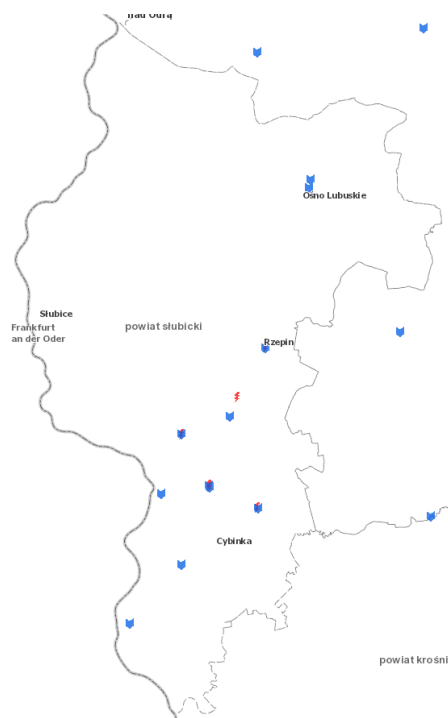 nad Odrą
Ośno Lubuskie
Słubice
Frankfurt
an der Oder
powiat słubicki
Rzepin
Cybinka
powiat krośni